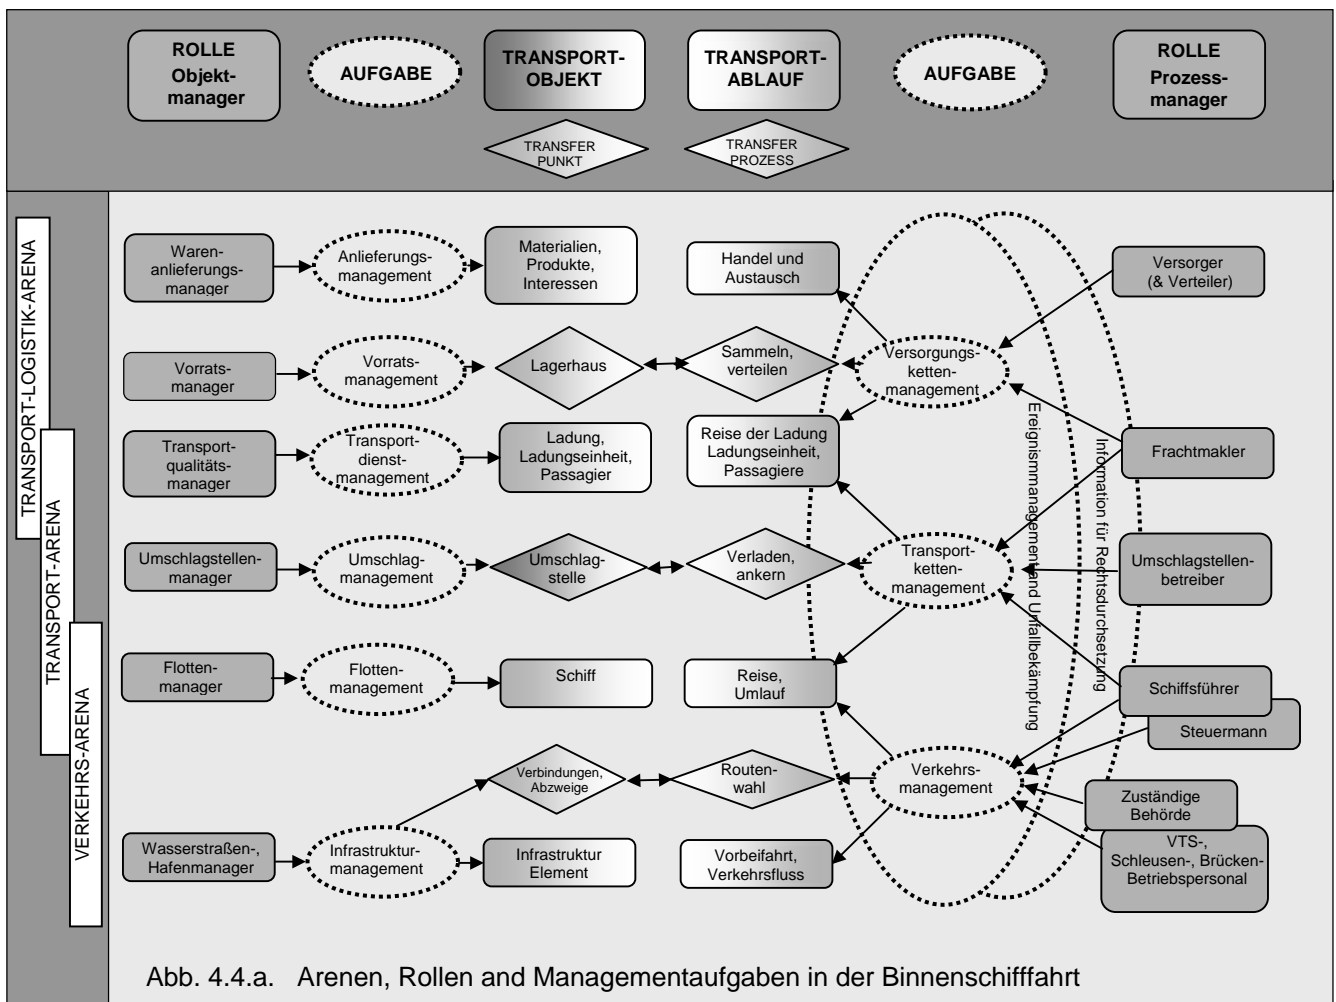 ROLLE
Objekt-
manager
AUFGABE
TRANSPORT-
OBJEKT
TRANSPORT-
ABLAUF
AUFGABE
ROLLE
Prozess-
manager
TRANSFER
PUNKT
TRANSFER
PROZESS
TRANSPORT-LOGISTIK-ARENA
TRANSPORT-ARENA
VERKEHRS-ARENA
Waren-
anlieferungs-
manager
Anlieferungs-
management
Materialien,
Produkte,
Interessen
Handel und
Austausch
Versorger
(& Verteiler)
Vorrats-
manager
Vorrats-
management
Lagerhaus
Sammeln,
verteilen
Versorgungs-
ketten-
management
Transport-
qualitäts-
manager
Transport-
dienst-
management
Ladung,
Ladungseinheit,
Passagier
Reise der Ladung
Ladungseinheit,
Passagiere
Frachtmakler
Ereignismmanagement and Unfallbekämpfung
Information für Rechtsdurchsetzung
Umschlagstellen-
manager
Umschlag-
management
Umschlag-
stelle
Verladen,
ankern
Transport-
ketten-
management
Umschlagstellen-
betreiber
Flotten-
manager
Flotten-
management
Schiff
Reise,
Umlauf
Schiffsführer
Steuermann
Verbindungen,
Abzweige
Routen-
wahl
Verkehrs-
management
Zuständige
Behörde
Wasserstraßen-,
Hafenmanager
Infrastruktur-
management
Infrastruktur
Element
Vorbeifahrt,
Verkehrsfluss
VTS-,
Schleusen-, Brücken-
Betriebspersonal
Abb. 4.4.a. Arenen, Rollen and Managementaufgaben in der Binnenschifffahrt